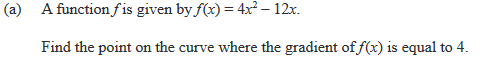 (a) A function f is given by f(x) = 4x² – 12x.
Find the point on the curve where the gradient of f(x) is equal to 4.